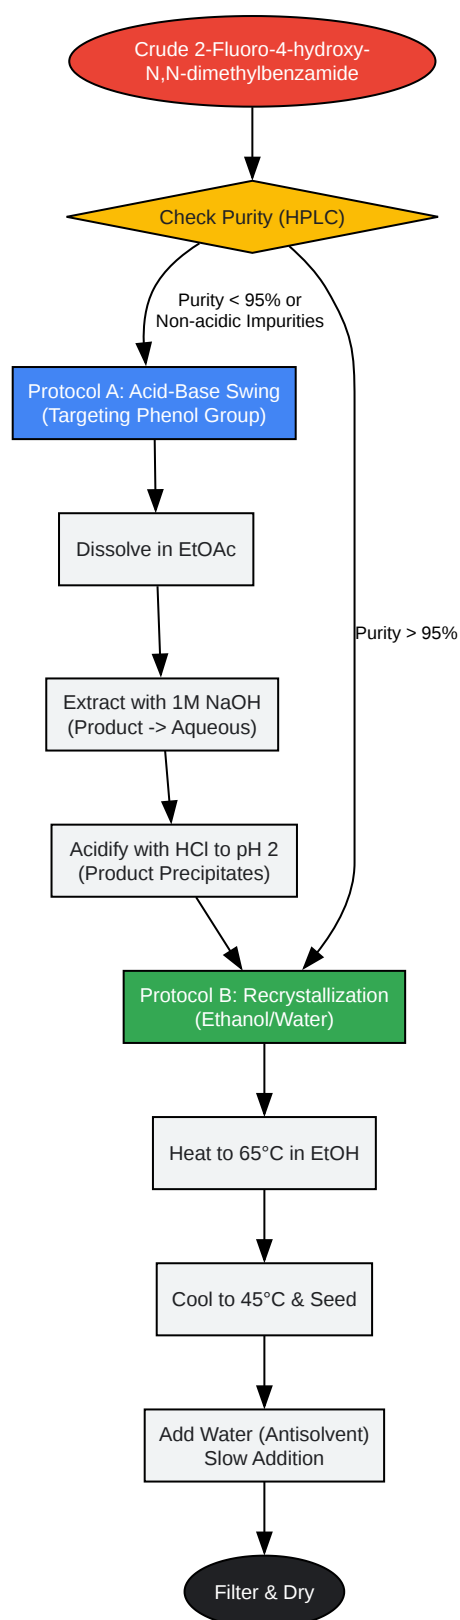 Crude 2-Fluoro-4-hydroxy-
N,N-dimethylbenzamide
Check Purity (HPLC)
Purity < 95% or
Non-acidic Impurities
Protocol A: Acid-Base Swing
(Targeting Phenol Group)
Dissolve in EtOAc
Purity > 95%
Extract with 1M NaOH
(Product -> Aqueous)
Acidify with HCl to pH 2
(Product Precipitates)
Protocol B: Recrystallization
(Ethanol/Water)
Heat to 65°C in EtOH
Cool to 45°C & Seed
Add Water (Antisolvent)
Slow Addition
Filter & Dry